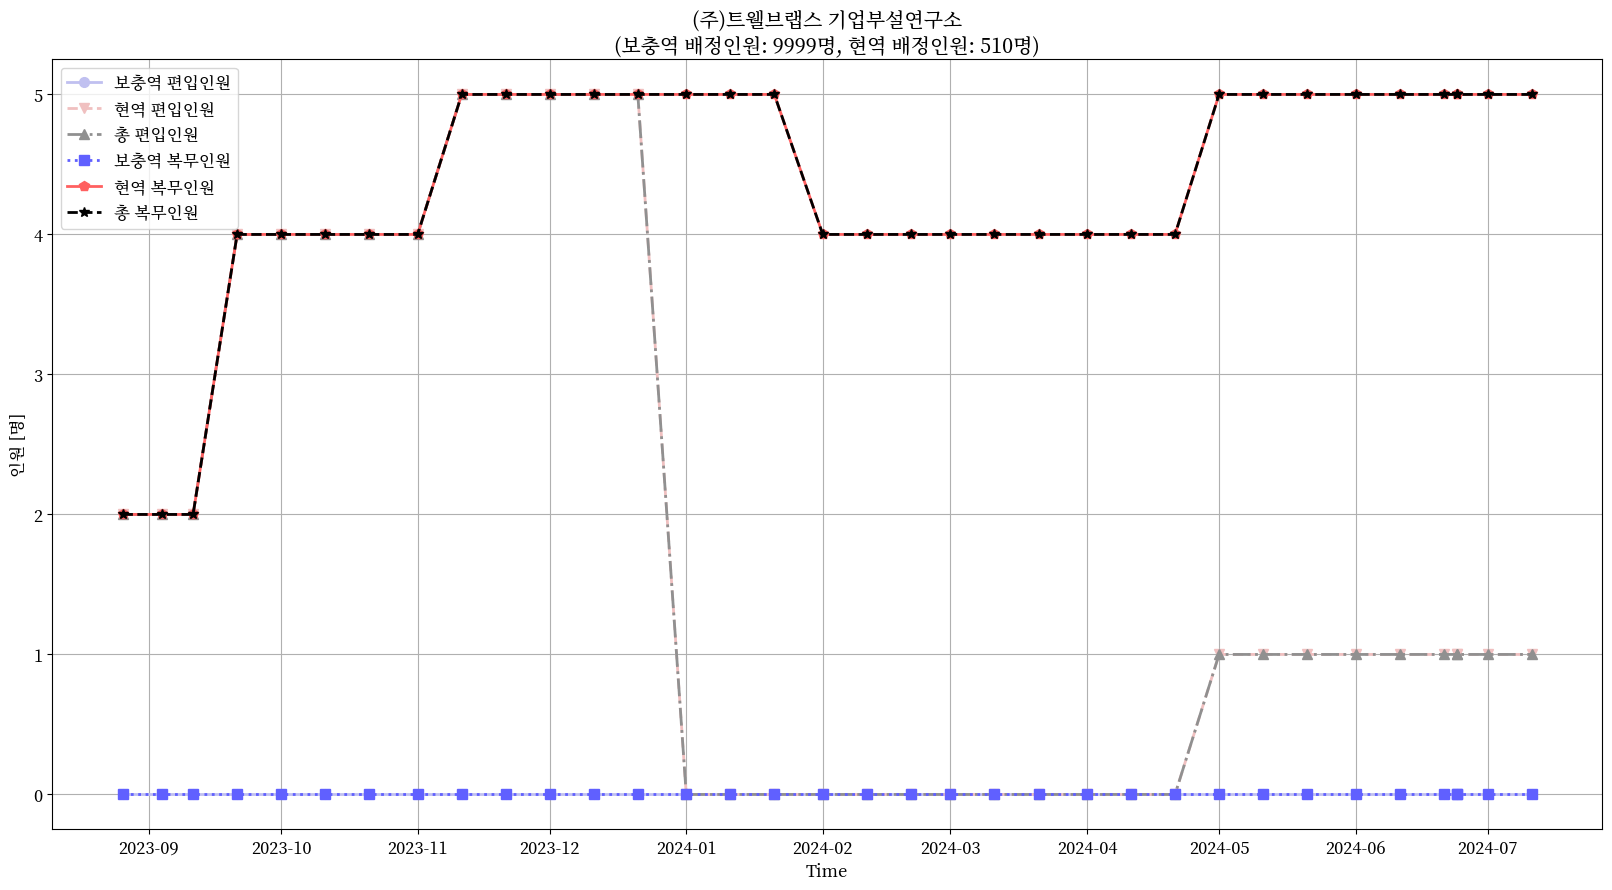 (주)트웰브랩스 기업부설연구소
(보충역 배정인원: 9999명, 현역 배정인원: 510명)
보충역 편입인원
현역 편입인원
총 편입인원
보충역 복무인원
현역 복무인원
총 복무인원
인원 [명]
5
4
3
2
1
0
2023-09 2023-10 2023-11 2023-12 2024-01 2024-02 2024-03 2024-04 2024-05 2024-06 2024-07
Time